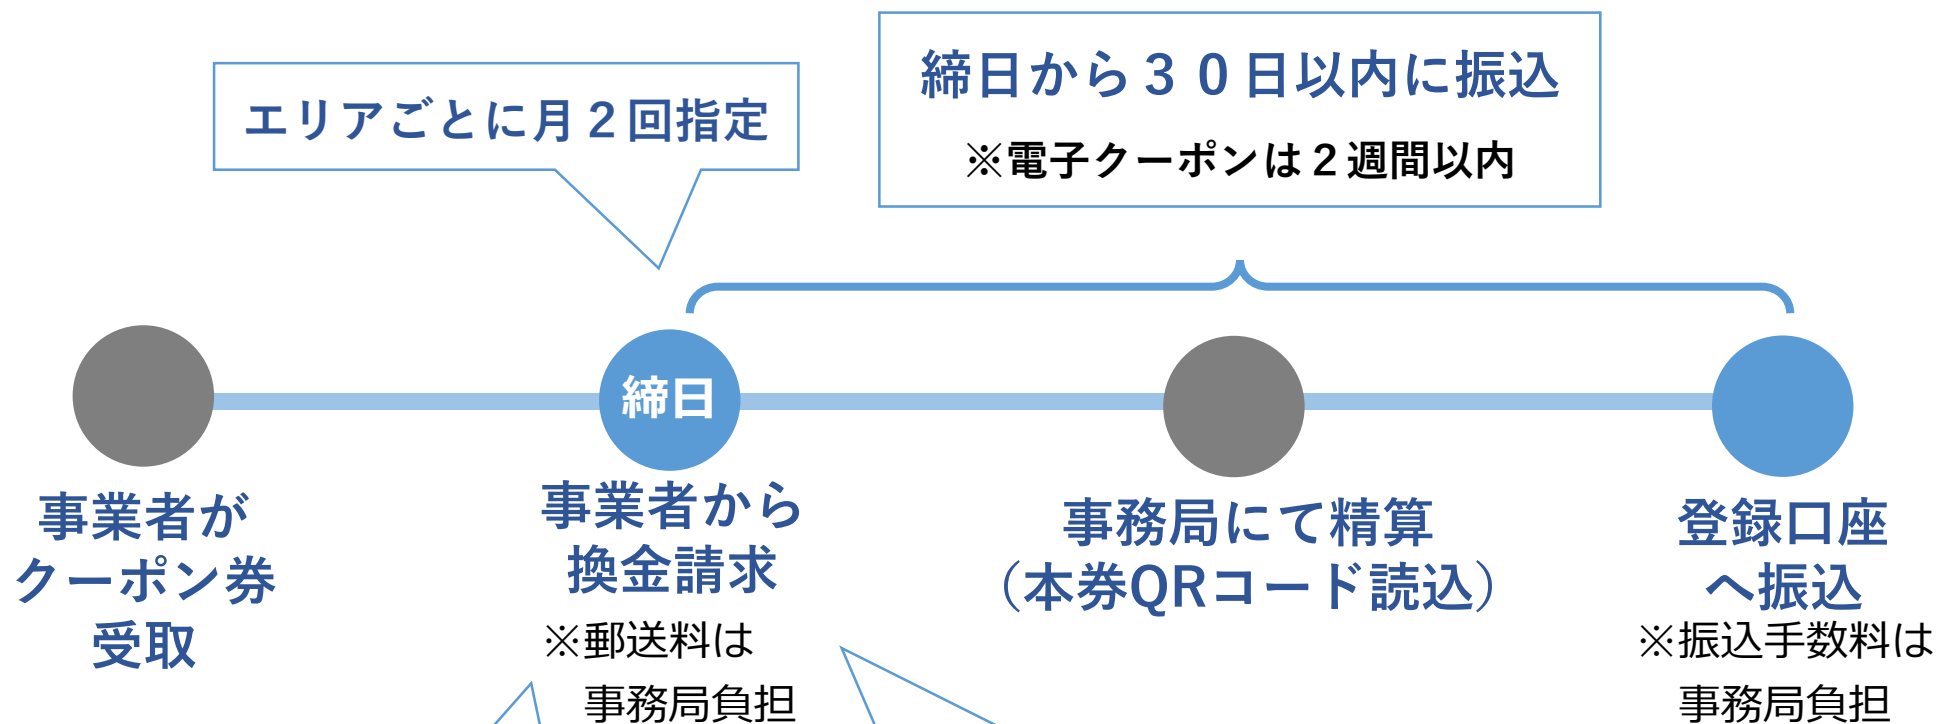 エリアごとに月２回指定
締日から３０日以内に振込
※電子クーポンは２週間以内
締日
事業者が
クーポン券
受取
事業者から
換金請求
※郵送料は
事務局負担
事務局にて精算
（本券QRコード読込）
登録口座
へ振込
※振込手数料は
事務局負担